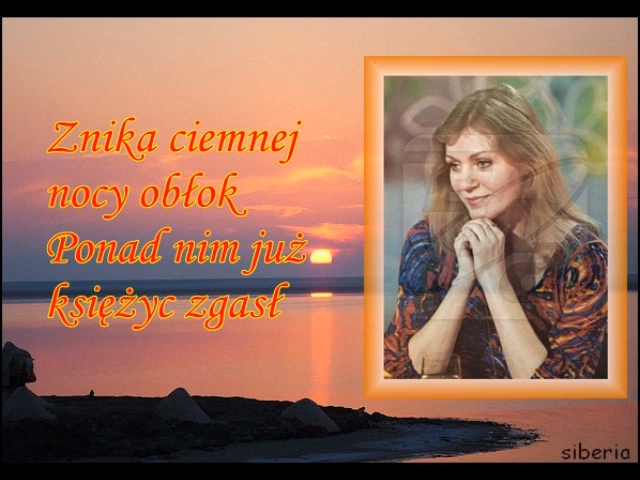 Znika ciemnej
nocy obłok
Ponad nim już
księżyc zgasł
siberia